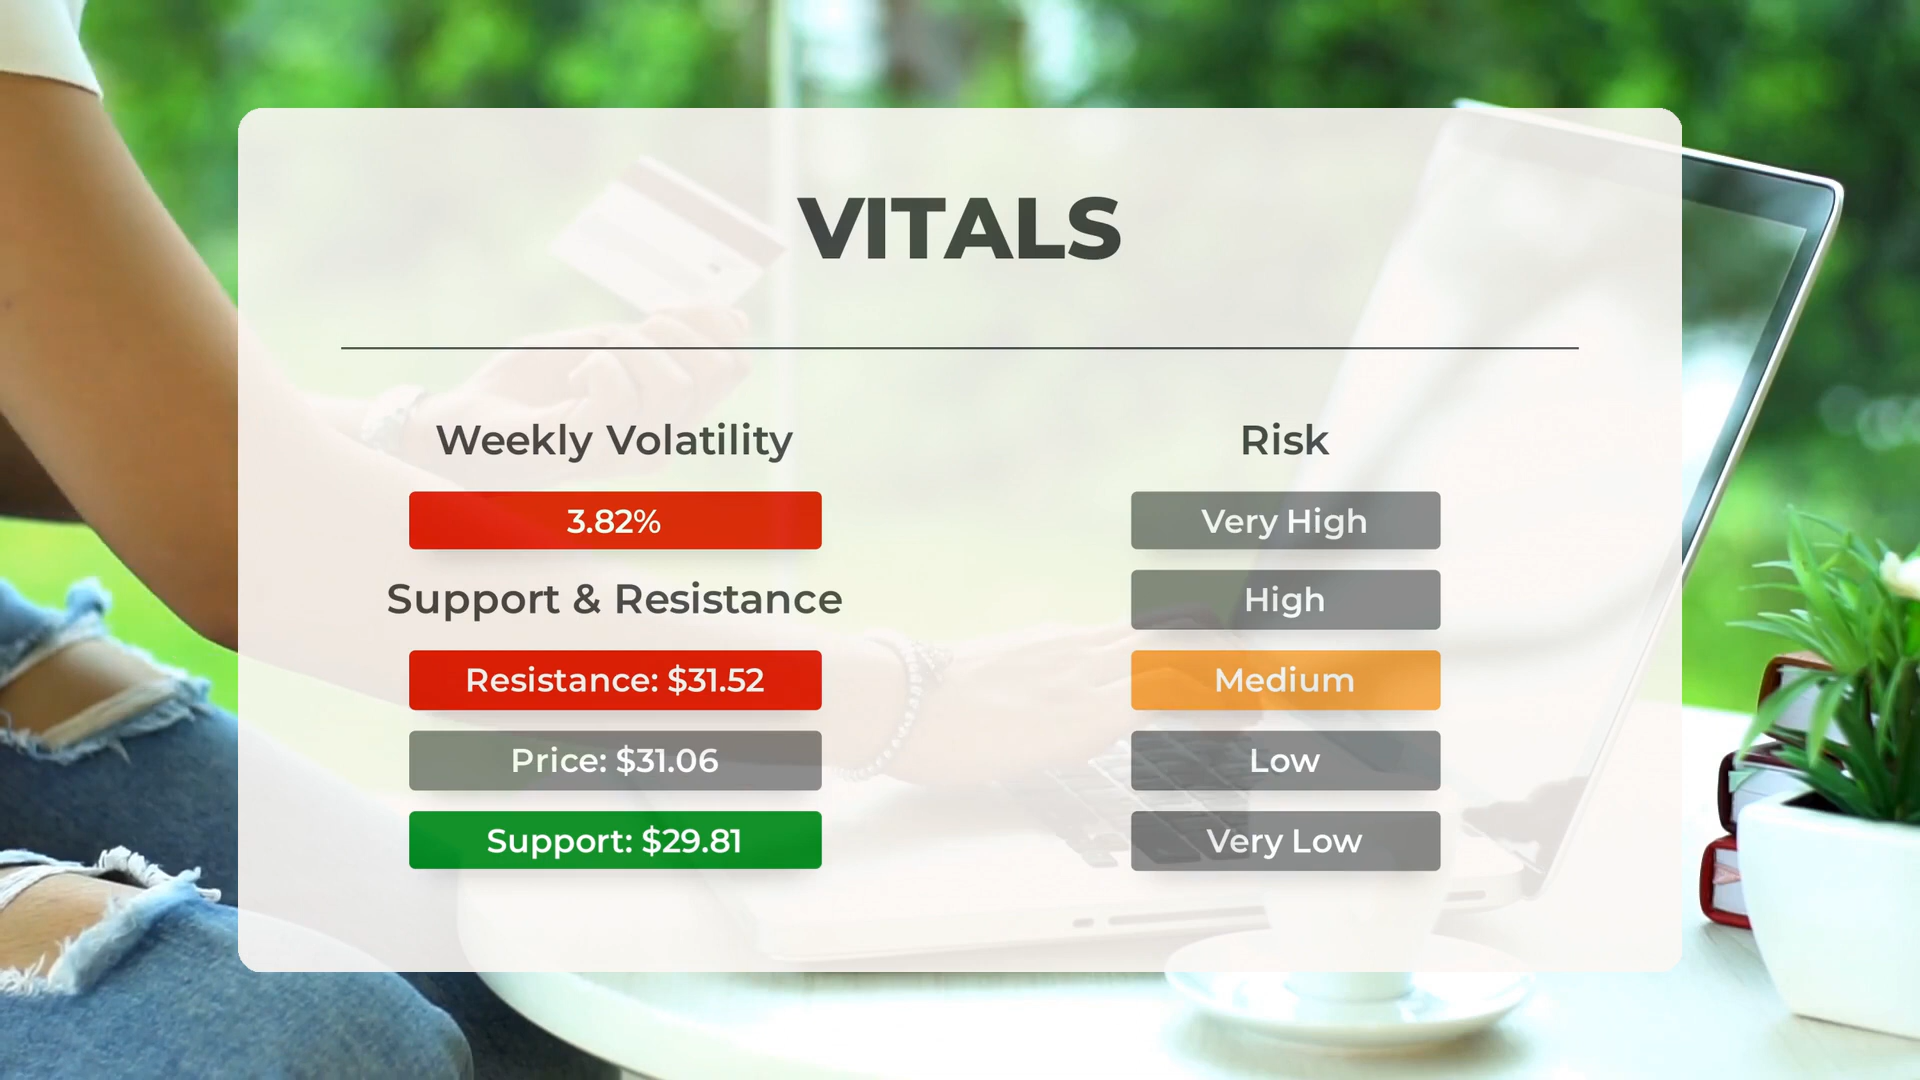 VITALS
Weekly Volatility
3.82%
Support & Resistance
Resistance: $31.52
Price: $31.06
Support: $29.81
Risk
Very High
High
Medium
Low
Very Low